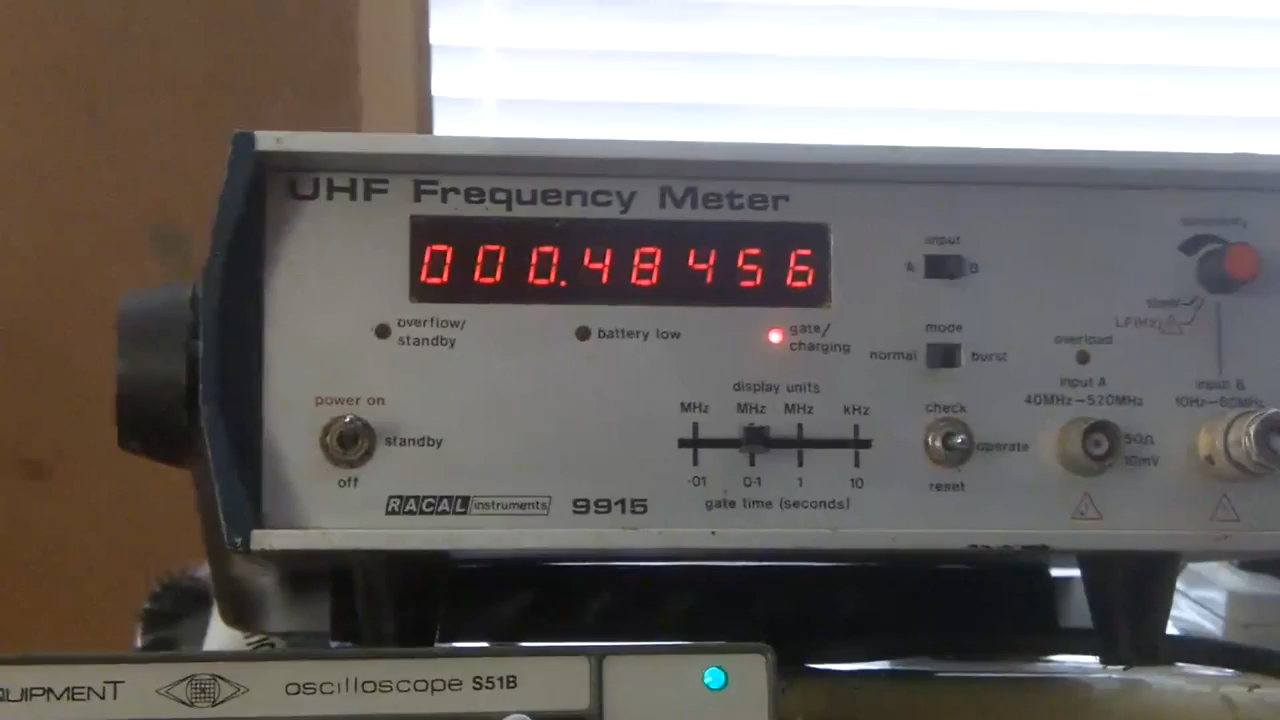 UHF Frequency Meter
000.48456
input
A B
overflow/
standby
battery low
gate/
charging
mode
normal burst
LF(Hz)
overload
power on
standby
off
display units
MHz MHz MHz kHz
·01 0·1 1 10
gate time (seconds)
check
operate
reset
input A
40MHz—520MHz
50Ω
10mV
input B
10Hz—60MHz
RACAL instruments 9915
QUIPMENT oscilloscope S51B